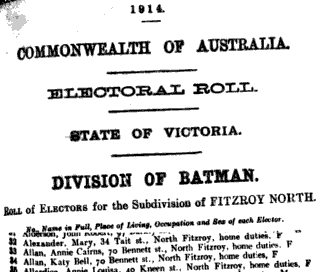 1914.
COMMONWEALTH OF AUSTRALIA.
ELECTORAL ROLL.
STATE OF VICTORIA.
DIVISION OF BATMAN.
ROLL OF ELECTORS for the Subdivision of FITZROY NORTH.
No. Name in Full, Place of Living, Occupation and Sex of each Elector.
32 Alexander, Mary, 34 Tait st., North Fitzroy, home duties. F
33 Allan, Annie Cairns, 70 Bennett st., North Fitzroy, home duties. F
34 Allan, Katy Bell, 70 Bennett st., North Fitzroy, home duties, F
Annie Louisa, 40 Kneen st., North Fitzroy, home duties, F